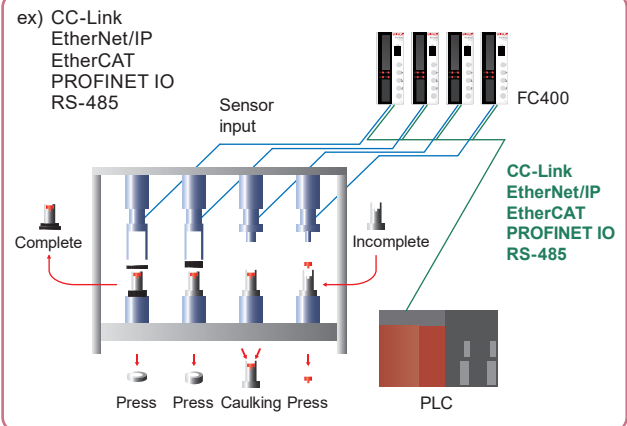 ex) CC-Link
EtherNet/IP
EtherCAT
PROFINET IO
RS-485
Sensor
input
FC400
CC-Link
EtherNet/IP
EtherCAT
PROFINET IO
RS-485
Complete
Incomplete
Press Press Caulking Press
PLC